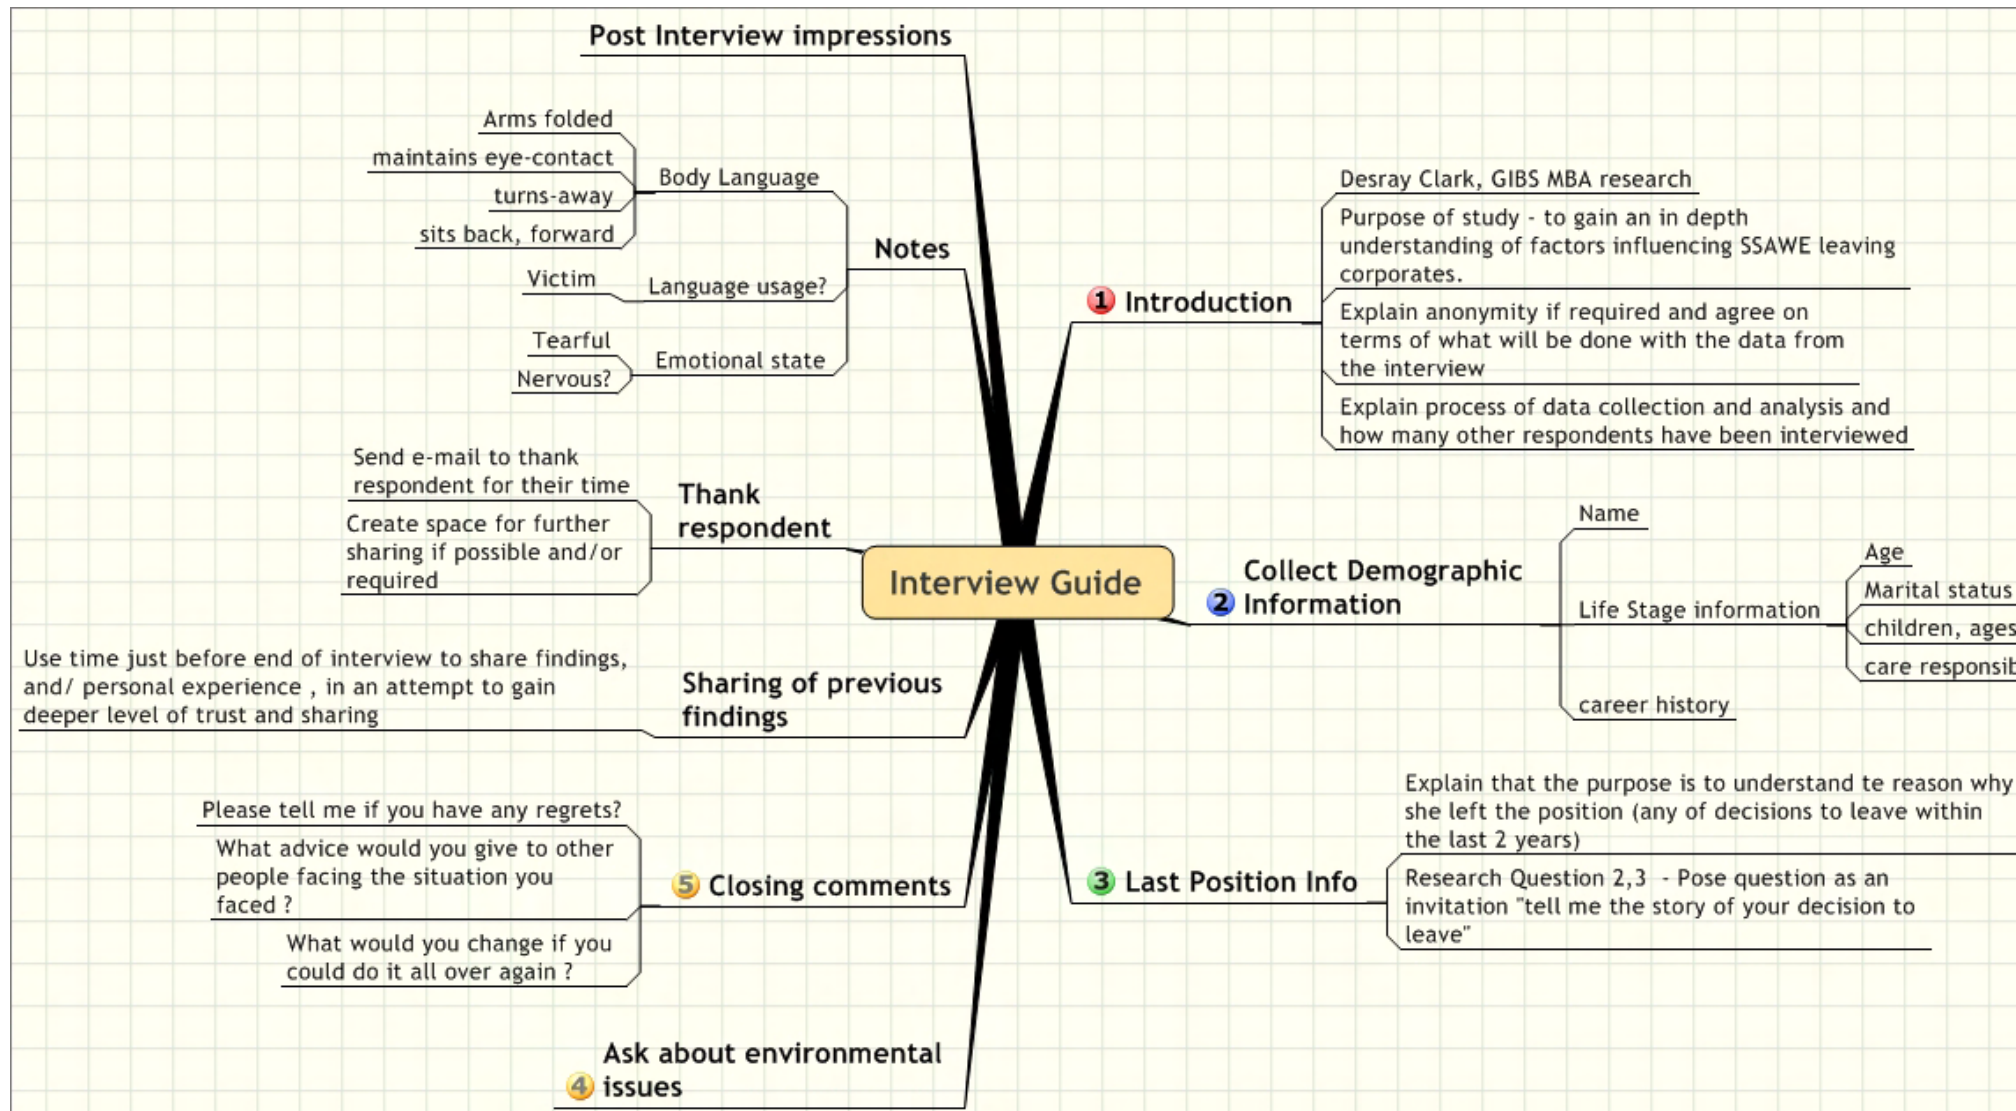 Post Interview impressions
Arms folded
maintains eye-contact
turns-away
sits back, forward
Body Language
Victim
Language usage?
Tearful
Nervous?
Emotional state
Notes
Send e-mail to thank
respondent for their time
Create space for further
sharing if possible and/or
required
Thank
respondent
Use time just before end of interview to share findings,
and/ personal experience , in an attempt to gain
deeper level of trust and sharing
Sharing of previous
findings
Please tell me if you have any regrets?
What advice would you give to other
people facing the situation you
faced ?
What would you change if you
could do it all over again ?
5 Closing comments
Ask about environmental
4 issues
Interview Guide
1 Introduction
Desray Clark, GIBS MBA research
Purpose of study - to gain an in depth
understanding of factors influencing SSAWE leaving
corporates.
Explain anonymity if required and agree on
terms of what will be done with the data from
the interview
Explain process of data collection and analysis and
how many other respondents have been interviewed
Collect Demographic
2 Information
Name
Life Stage information
Age
Marital status
children, ages
care
career history
3 Last Position Info
Explain that the purpose is to understand te reason why
she left the position (any of decisions to leave within
the last 2 years)
Research Question 2,3 - Pose question as an
invitation "tell me the story of your decision to
leave"